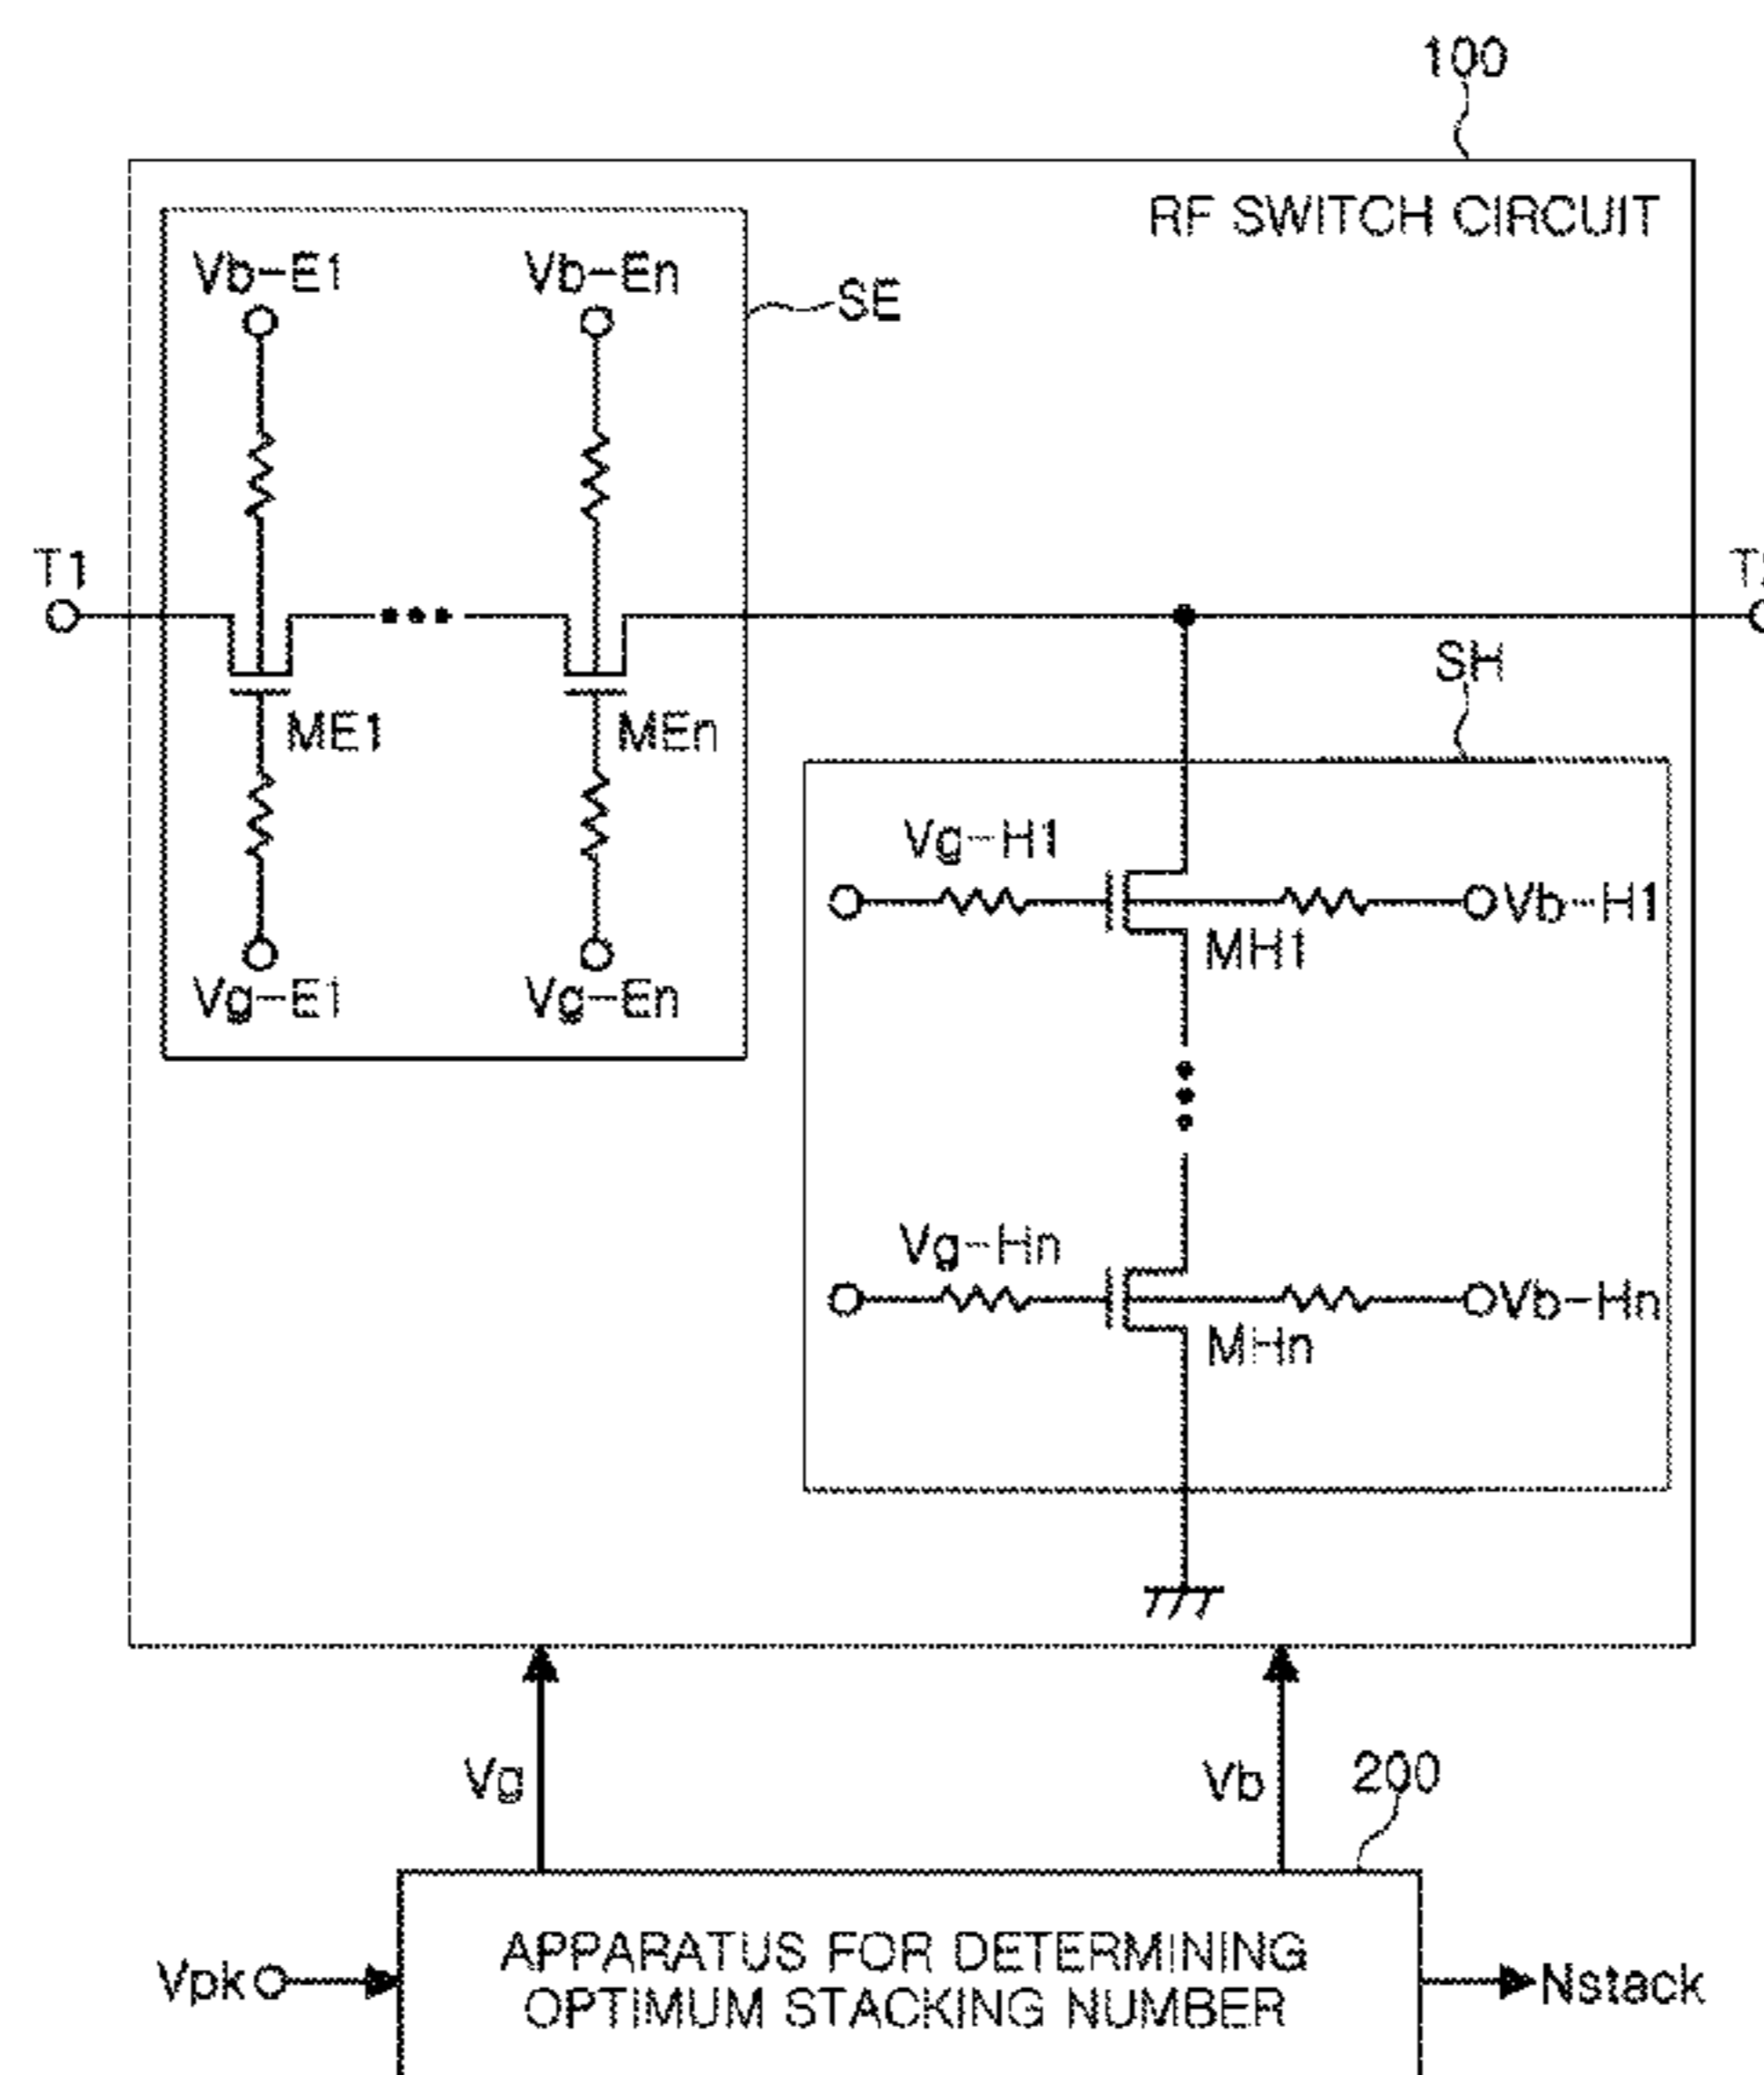 100
RF SWITCH CIRCUIT
Vb-E1
Vb-En
SE
T1
SH
ME1
MEn
Vg-H1
Vb-H1
MH1
Vg-E1
Vg-En
Vg-Hn
Vb-Hn
MHn
Vg
Vb
200
Vpk
APPARATUS FOR DETERMINING
OPTIMUM STACKING NUMBER
Nstack